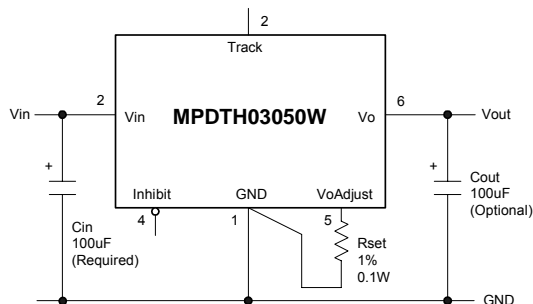 2
Track
Vin
2
Vin
MPDTH03050W
Vo
6
Vout
+
Cin
100uF
(Required)
Inhibit
4
GND
1
VoAdjust
5
Rset
1%
0.1W
+
Cout
100uF
(Optional)
GND